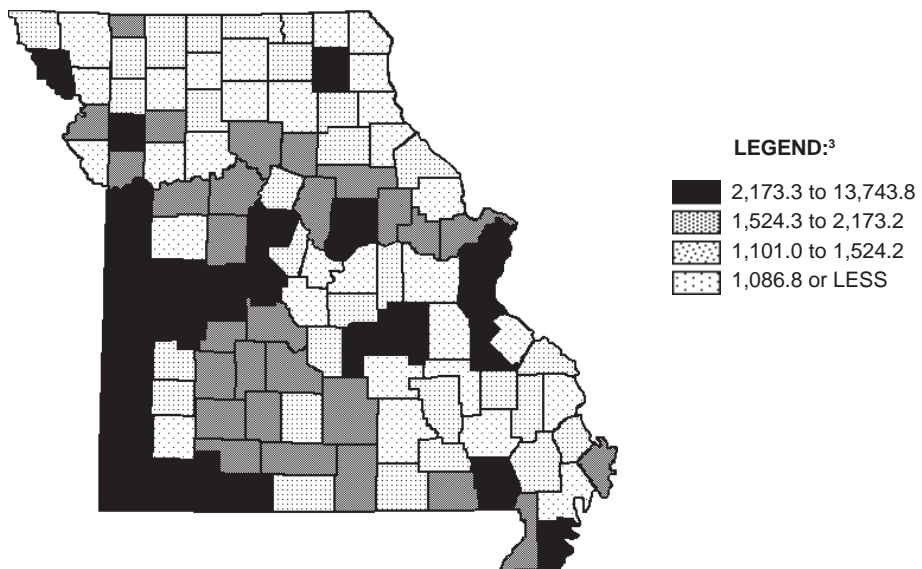 LEGEND:³
2,173.3 to 13,743.8
1,524.3 to 2,173.2
1,101.0 to 1,524.2
1,086.8 or LESS